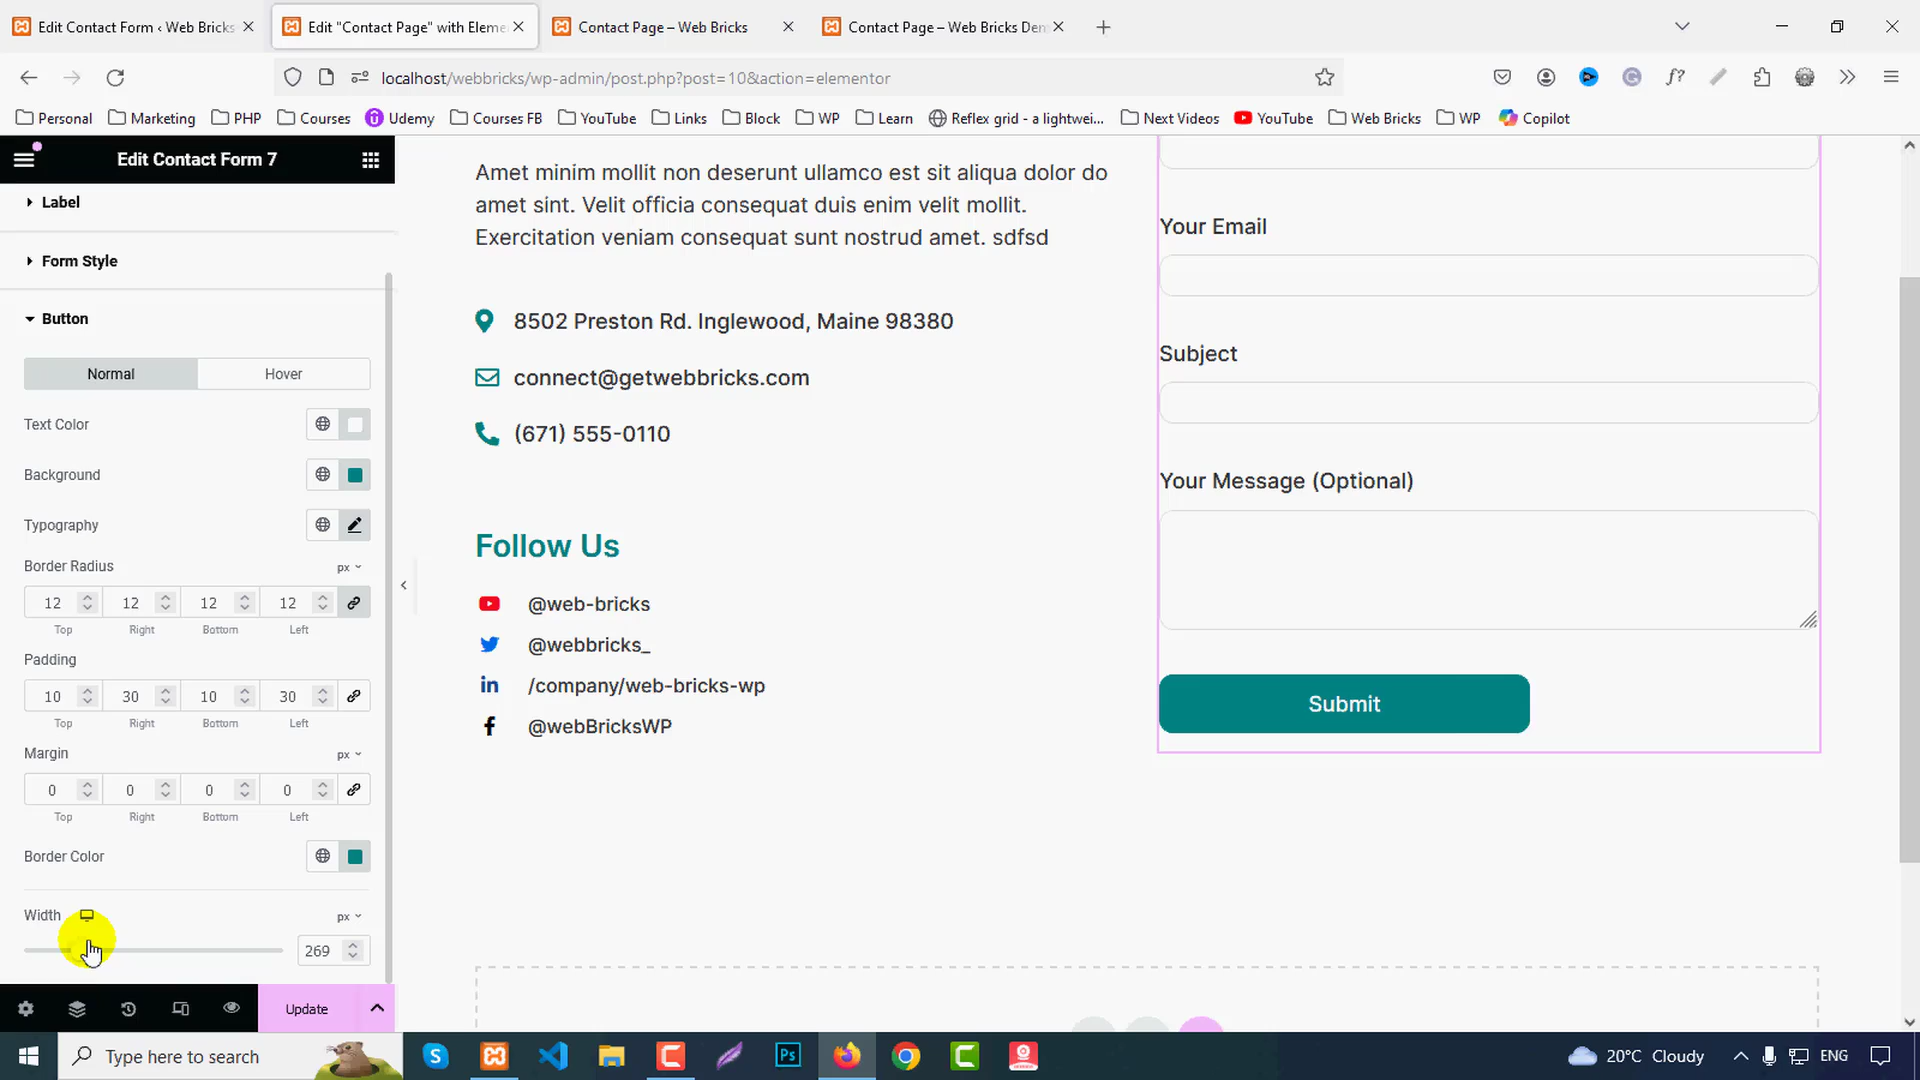 Edit Contact Form ‹ Web Bricks
Edit "Contact Page" with Eleme
Contact Page – Web Bricks
Contact Page – Web Bricks Den
localhost/webbricks/wp-admin/post.php?post=10&action=elementor
Personal
Marketing
PHP
Courses
Udemy
Courses FB
YouTube
Links
Block
WP
Learn
Reflex grid - a lightwei...
Next Videos
YouTube
Web Bricks
WP
Copilot
Edit Contact Form 7
Label
Form Style
Button
Normal
Hover
Text Color
Background
Typography
Border Radius
px
12 12 12 12
Top Right Bottom Left
Padding
10 30 10 30
Top Right Bottom Left
Margin
px
0 0 0 0
Top Right Bottom Left
Border Color
Width
px
269
Update
Amet minim mollit non deserunt ullamco est sit aliqua dolor do
amet sint. Velit officia consequat duis enim velit mollit.
Exercitation veniam consequat sunt nostrud amet. sdfsd
8502 Preston Rd. Inglewood, Maine 98380
connect@getwebbricks.com
(671) 555-0110
Follow Us
@web-bricks
@webbricks_
/company/web-bricks-wp
@webBricksWP
Your Email
Subject
Your Message (Optional)
Submit
Type here to search
20°C Cloudy
ENG